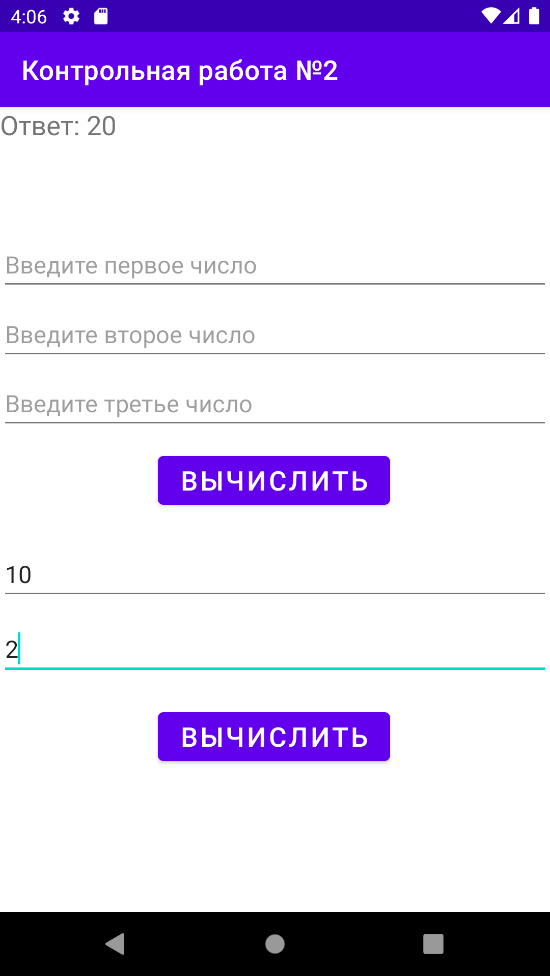 4:06
Контрольная работа №2
Ответ: 20
Введите первое число
Введите второе число
Введите третье число
ВЫЧИСЛИТЬ
10
2
ВЫЧИСЛИТЬ